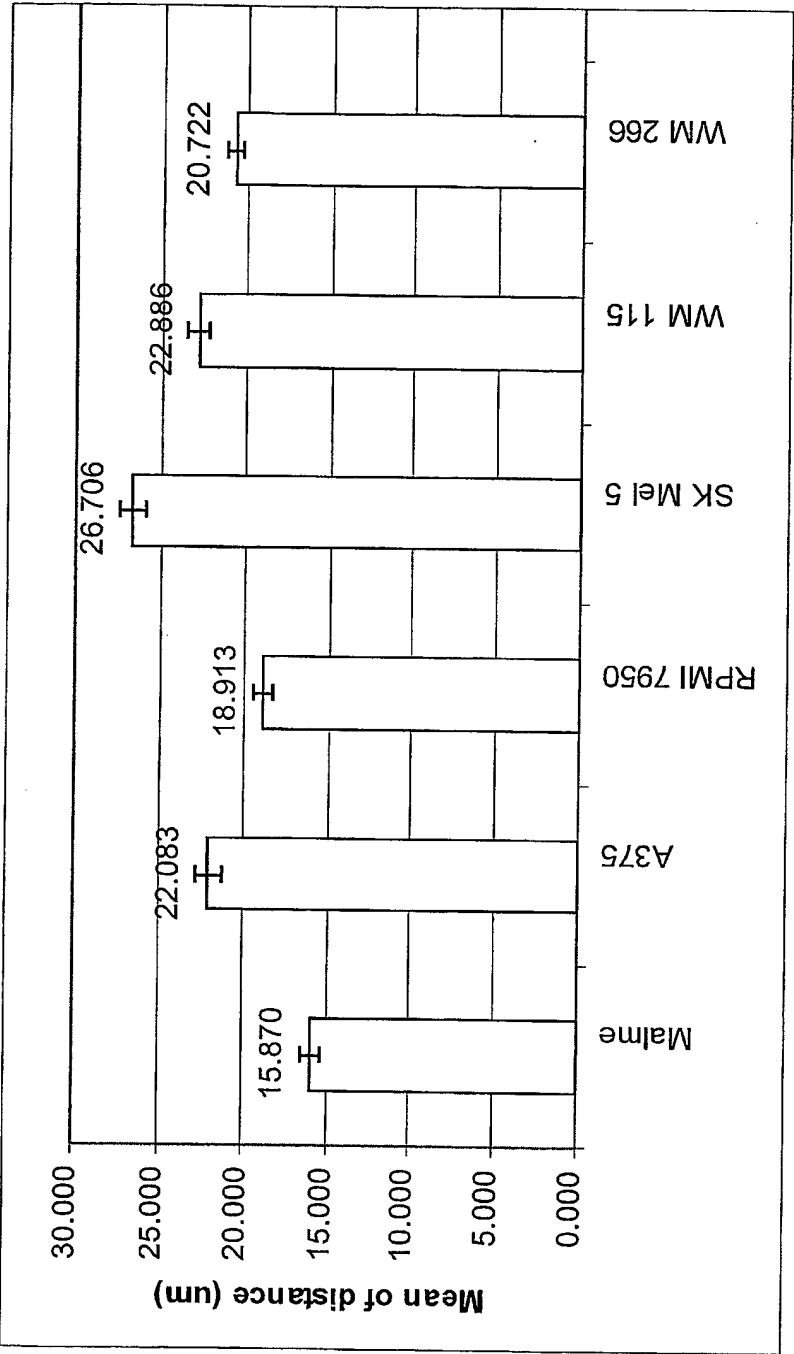 Mean of distance (um)
30.000
25.000
20.000
15.000
10.000
5.000
0.000
15.870
22.083
18.913
26.706
22.886
20.722
Malme
A375
RPMI 7950
SK Mel 5
WM 115
WM 266